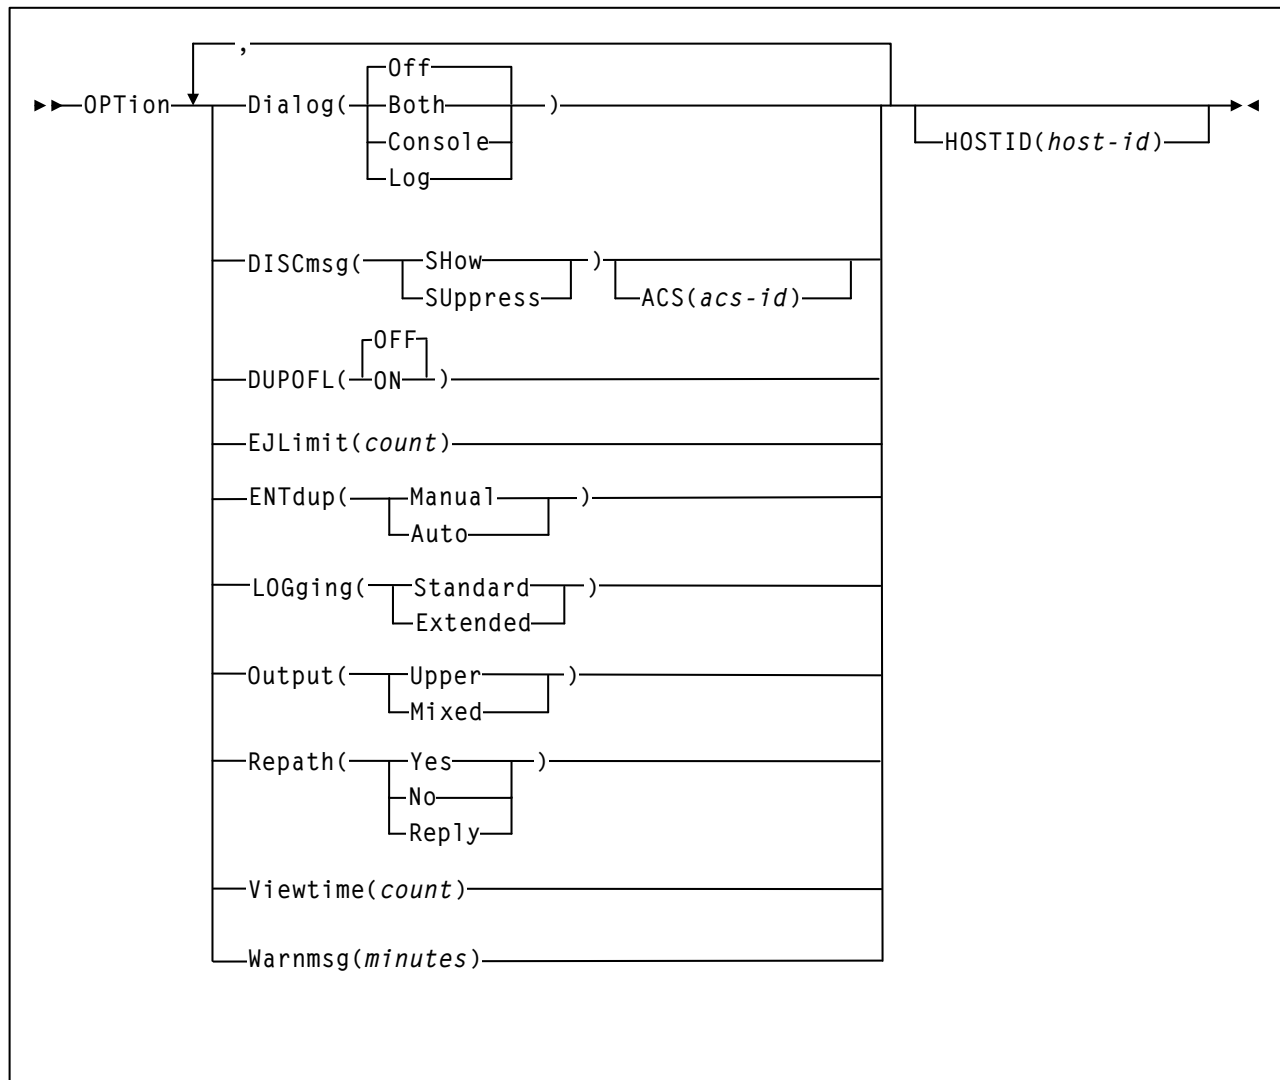 ,
OPTion Dialog( Off )
Both
Console
Log
HOSTID(host-id)
DISCmsg( SHow )
SUppress
ACS(acs-id)
DUPOFL( OFF
ON )
EJLimit(count)
ENTdup( Manual )
Auto
LOGging( Standard )
Extended
Output( Upper )
Mixed
Repath( Yes )
No
Reply
Viewtime(count)
Warnmsg(minutes)